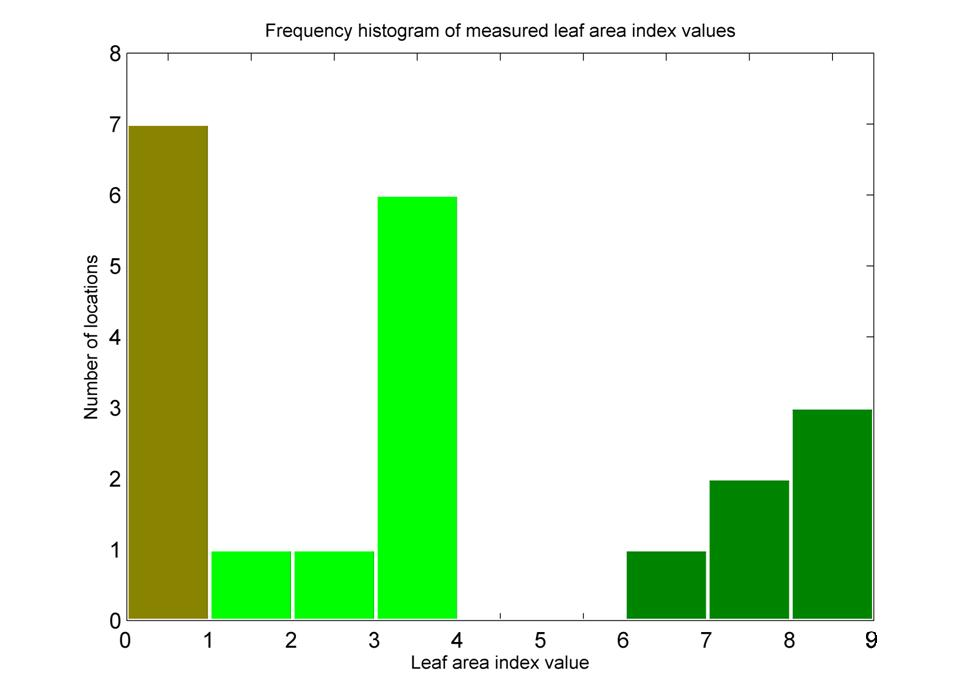 Frequency histogram of measured leaf area index values
8
7
6
5
4
3
2
1
0
0 1 2 3 4 5 6 7 8 9
Number of locations
Leaf area index value